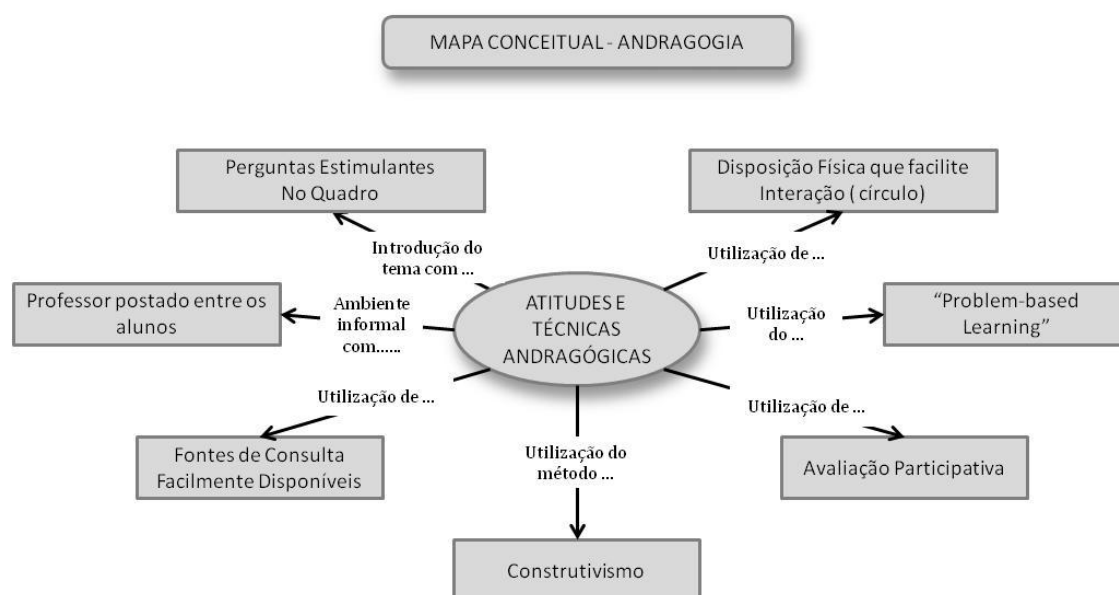 MAPA CONCEITUAL - ANDRAGOGIA
Perguntas Estimulantes
No Quadro
Disposição Física que facilite
Interação ( círculo)
Introdução do
tema com ...
Utilização de ...
Professor postado entre os
alunos
Ambiente
informal
com......
ATITUDES E
TÉCNICAS
ANDRAGÓGICAS
Utilização
do ...
“Problem-based
Learning”
Utilização de ...
Utilização de ...
Fontes de Consulta
Facilmente Disponíveis
Utilização do
método ...
Avaliação Participativa
Construtivismo